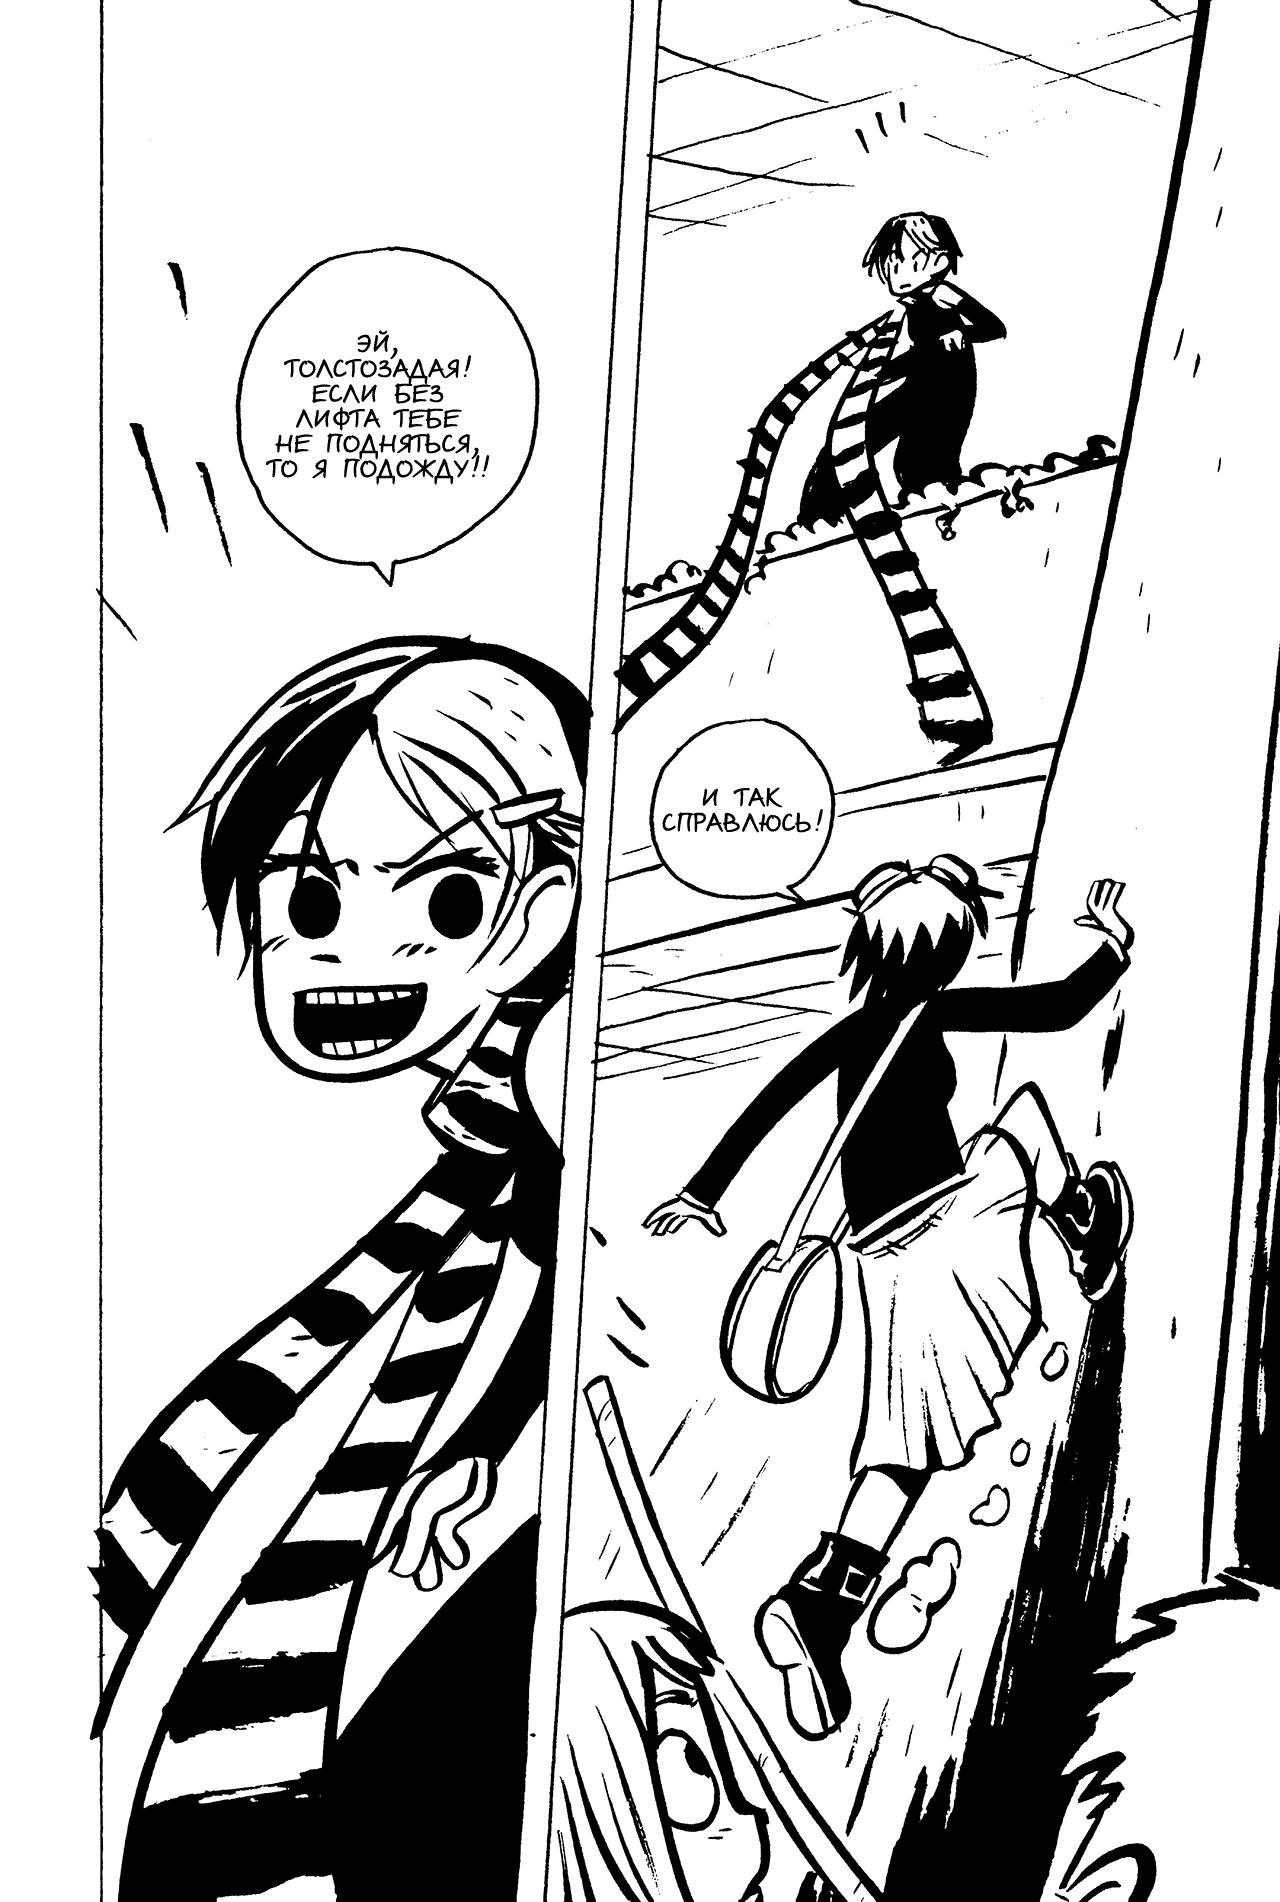 ЭЙ,
ТОЛСТОЗАДАЯ!
ЕСЛИ БЕЗ
ЛИФТА ТЕБЕ
НЕ ПОДНЯТЬСЯ,
ТО Я ПОДОЖДУ!!
И ТАК
СПРАВЛЮСЬ!